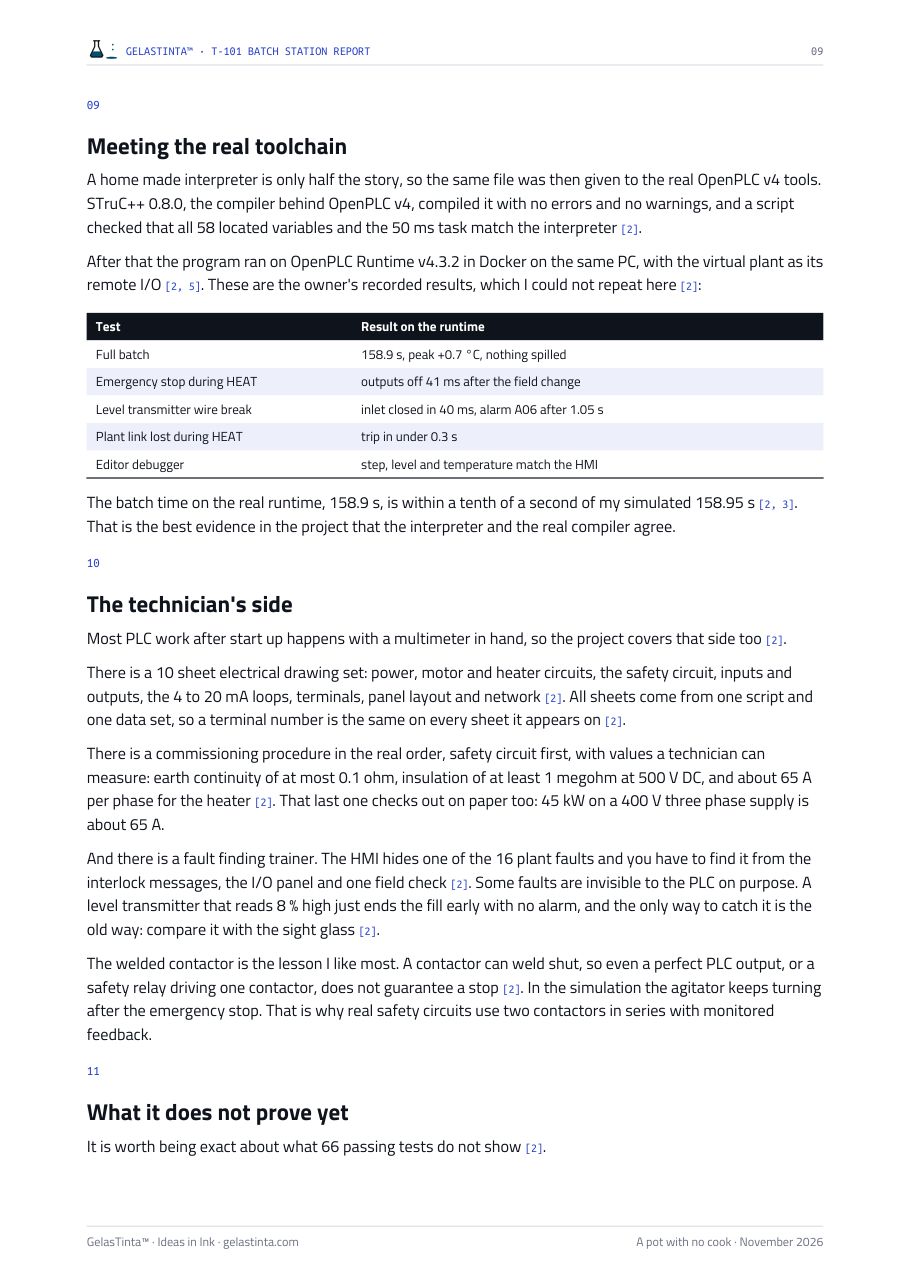 GELASTINTA™ · T-101 BATCH STATION REPORT
09
09
Meeting the real toolchain
A home made interpreter is only half the story, so the same file was then given to the real OpenPLC v4 tools.
STruC++ 0.8.0, the compiler behind OpenPLC v4, compiled it with no errors and no warnings, and a script
checked that all 58 located variables and the 50 ms task match the interpreter [2].
After that the program ran on OpenPLC Runtime v4.3.2 in Docker on the same PC, with the virtual plant as its
remote I/O [2, 5]. These are the owner's recorded results, which I could not repeat here [2]:
Test Result on the runtime
Full batch 158.9 s, peak +0.7 °C, nothing spilled
Emergency stop during HEAT outputs off 41 ms after the field change
Level transmitter wire break inlet closed in 40 ms, alarm A06 after 1.05 s
Plant link lost during HEAT trip in under 0.3 s
Editor debugger step, level and temperature match the HMI
The batch time on the real runtime, 158.9 s, is within a tenth of a second of my simulated 158.95 s [2, 3].
That is the best evidence in the project that the interpreter and the real compiler agree.
10
The technician's side
Most PLC work after start up happens with a multimeter in hand, so the project covers that side too [2].
There is a 10 sheet electrical drawing set: power, motor and heater circuits, the safety circuit, inputs and
outputs, the 4 to 20 mA loops, terminals, panel layout and network [2]. All sheets come from one script and
one data set, so a terminal number is the same on every sheet it appears on [2].
There is a commissioning procedure in the real order, safety circuit first, with values a technician can
measure: earth continuity of at most 0.1 ohm, insulation of at least 1 megohm at 500 V DC, and about 65 A
per phase for the heater [2]. That last one checks out on paper too: 45 kW on a 400 V three phase supply is
about 65 A.
And there is a fault finding trainer. The HMI hides one of the 16 plant faults and you have to find it from the
interlock messages, the I/O panel and one field check [2]. Some faults are invisible to the PLC on purpose. A
level transmitter that reads 8 % high just ends the fill early with no alarm, and the only way to catch it is the
old way: compare it with the sight glass [2].
The welded contactor is the lesson I like most. A contactor can weld shut, so even a perfect PLC output, or a
safety relay driving one contactor, does not guarantee a stop [2]. In the simulation the agitator keeps turning
after the emergency stop. That is why real safety circuits use two contactors in series with monitored
feedback.
11
What it does not prove yet
It is worth being exact about what 66 passing tests do not show [2].
GelasTinta™ · Ideas in Ink · gelastinta.com
A pot with no cook · November 2026